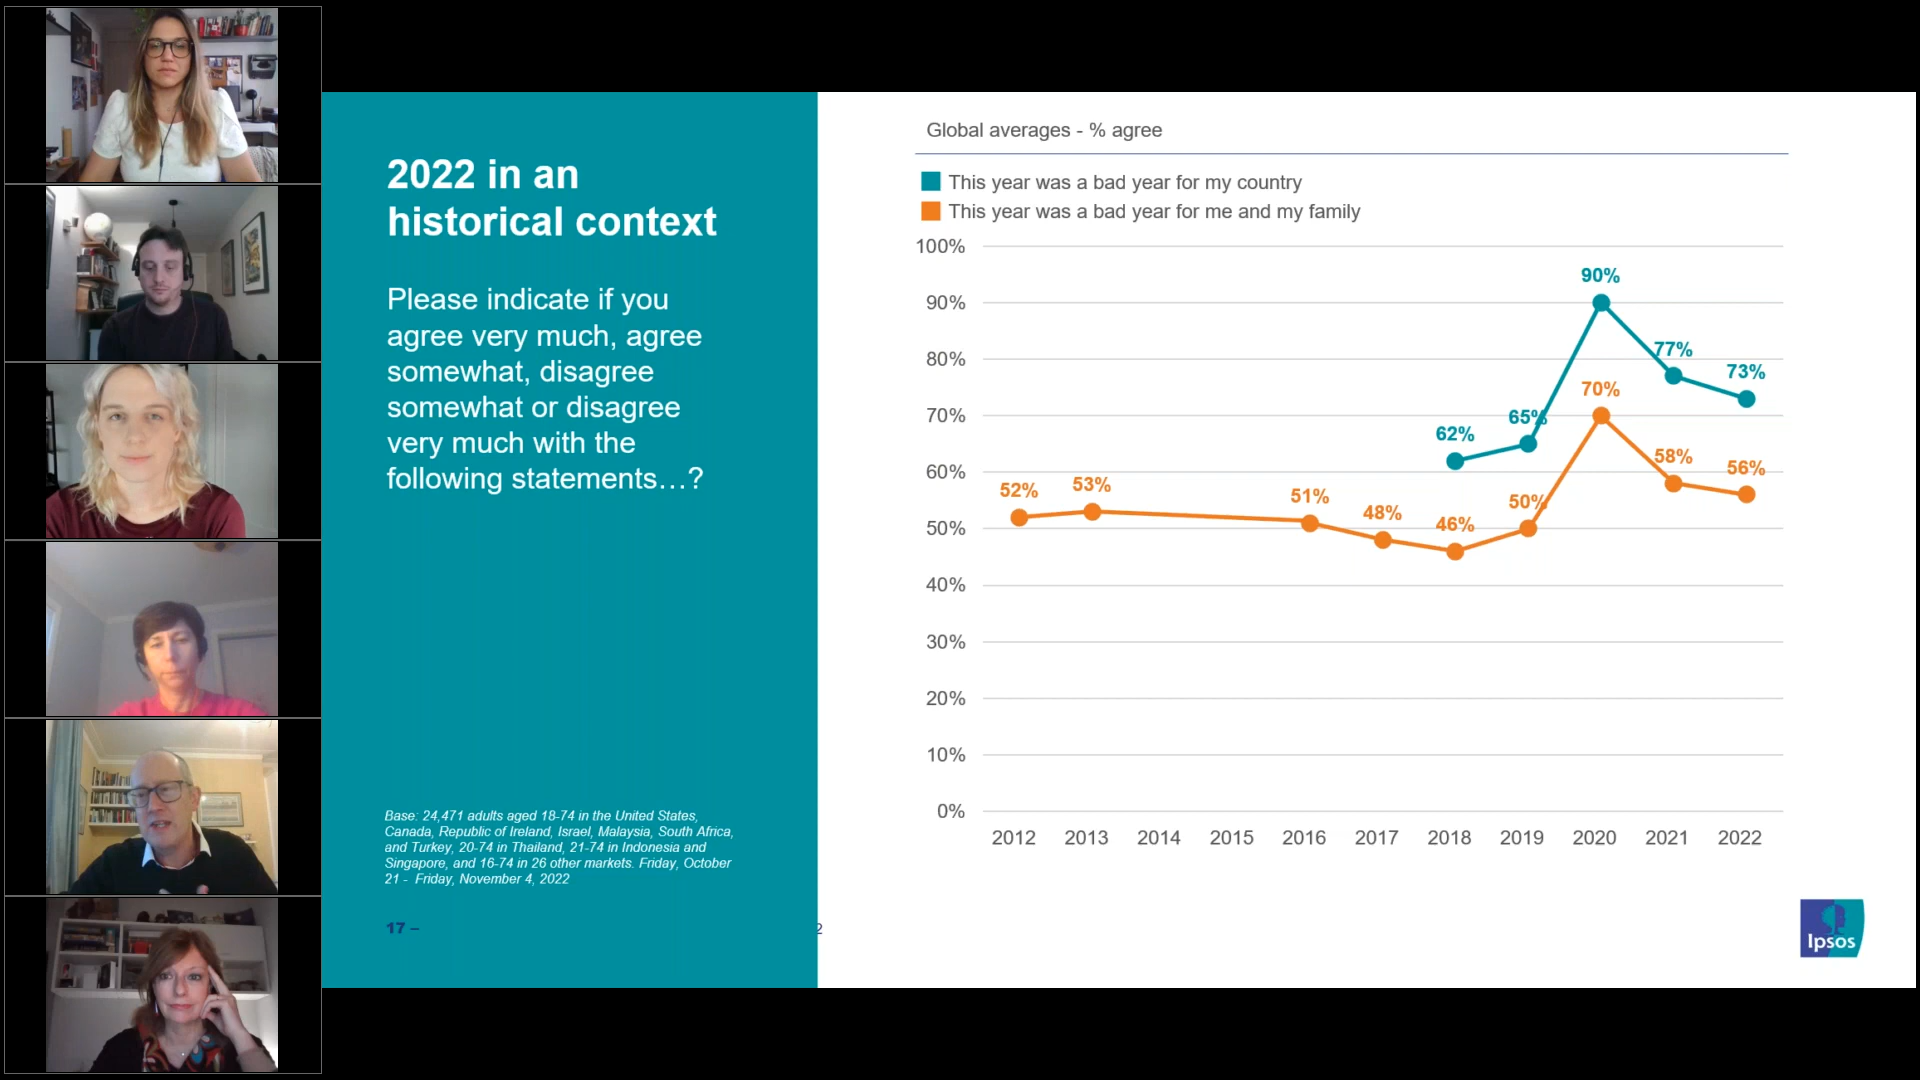 2022 in an
historical context
Please indicate if you
agree very much, agree
somewhat, disagree
somewhat or disagree
very much with the
following statements…?
Base: 24,471 adults aged 18-74 in the United States,
Canada, Republic of Ireland, Israel, Malaysia, South Africa,
and Turkey, 20-74 in Thailand, 21-74 in Indonesia and
Singapore, and 16-74 in 26 other markets. Friday, October
21 - Friday, November 4, 2022
17 –
2
Global averages - % agree
This year was a bad year for my country
This year was a bad year for me and my family
100%
90%
80%
70%
60%
50%
40%
30%
20%
10%
0%
62%
65%
90%
77%
73%
52%
53%
51%
48%
46%
50%
70%
58%
56%
2012 2013 2014 2015 2016 2017 2018 2019 2020 2021 2022
Ipsos